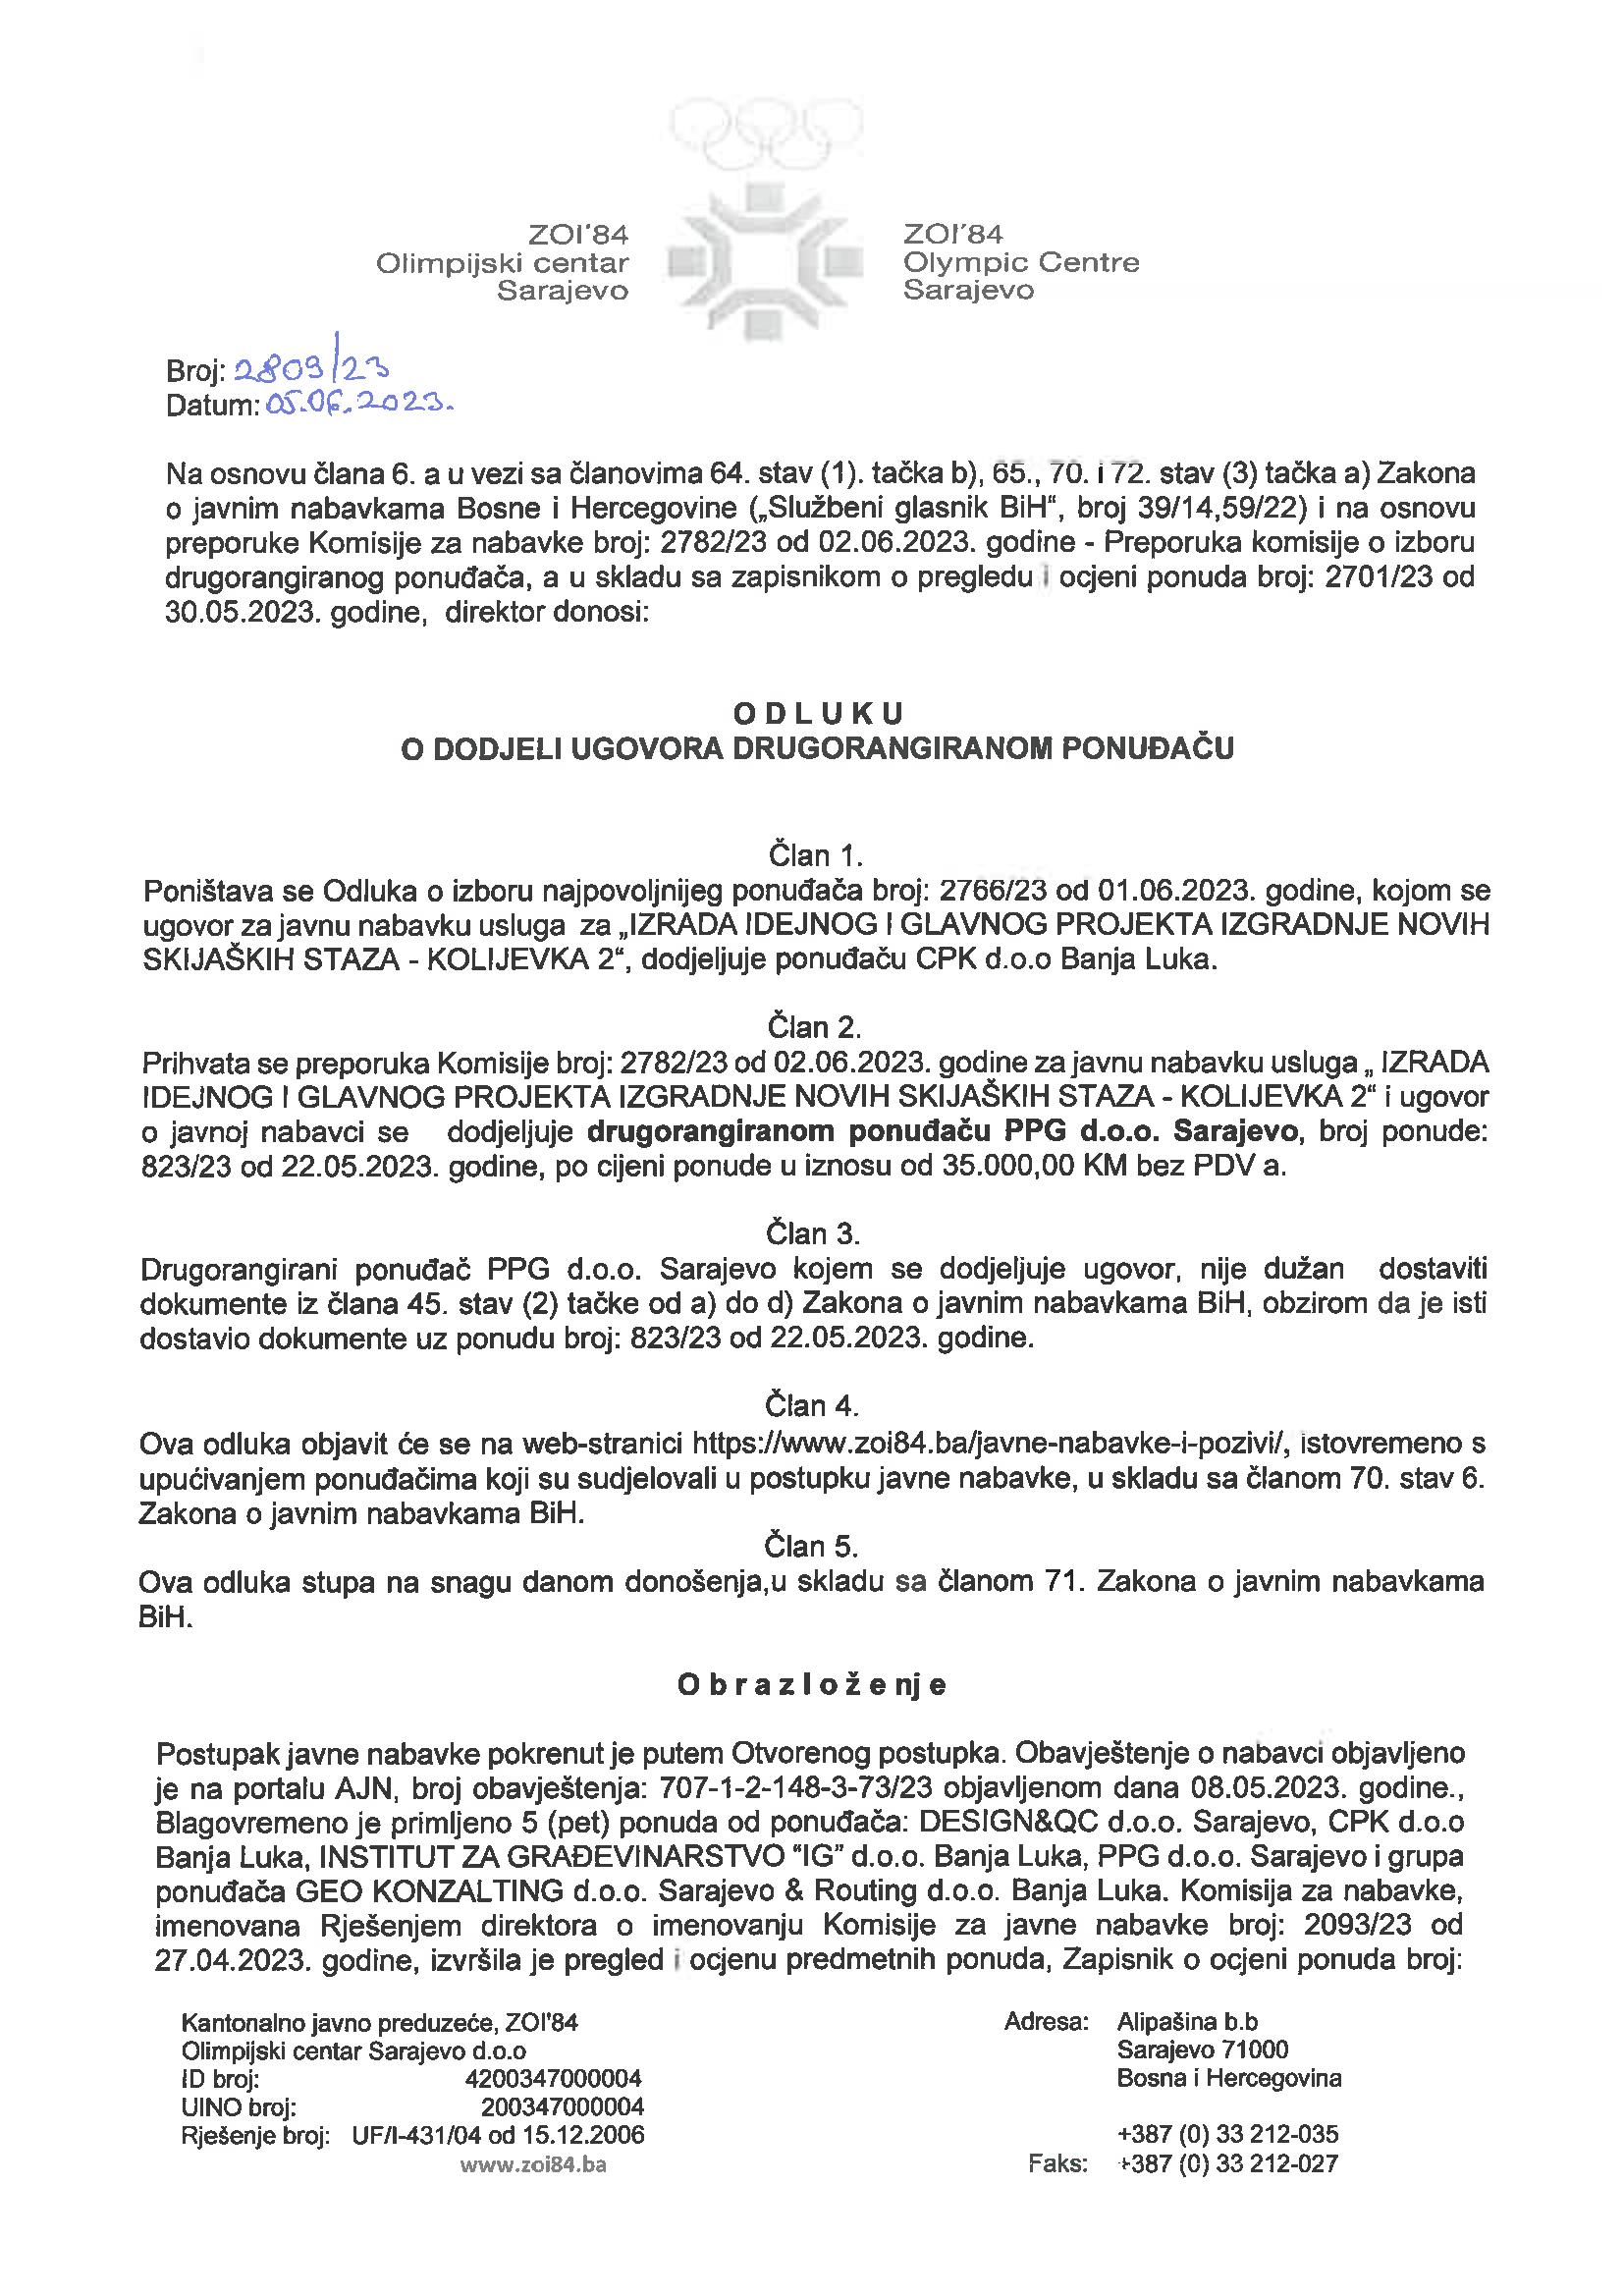 ZOI'84
Olimpijski centar
Sarajevo
ZOI'84
Olympic Centre
Sarajevo
Broj: 2809/23
Datum: 05.06.2023.
Na osnovu člana 6. a u vezi sa članovima 64. stav (1). tačka b), 65., 70. i 72. stav (3) tačka a) Zakona
o javnim nabavkama Bosne i Hercegovine („Službeni glasnik BiH“, broj 39/14,59/22) i na osnovu
preporuke Komisije za nabavke broj: 2782/23 od 02.06.2023. godine - Preporuka komisije o izboru
drugorangiranog ponuđača, a u skladu sa zapisnikom o pregledu i ocjeni ponuda broj: 2701/23 od
30.05.2023. godine, direktor donosi:
O D L U K U
O DODJELI UGOVORA DRUGORANGIRANOM PONUĐAČU
Član 1.
Poništava se Odluka o izboru najpovoljnijeg ponuđača broj: 2766/23 od 01.06.2023. godine, kojom se
ugovor za javnu nabavku usluga za „IZRADA IDEJNOG I GLAVNOG PROJEKTA IZGRADNJE NOVIH
SKIJAŠKIH STAZA - KOLIJEVKA 2“, dodjeljuje ponuđaču CPK d.o.o Banja Luka.
Član 2.
Prihvata se preporuka Komisije broj: 2782/23 od 02.06.2023. godine za javnu nabavku usluga „ IZRADA
IDEJNOG I GLAVNOG PROJEKTA IZGRADNJE NOVIH SKIJAŠKIH STAZA - KOLIJEVKA 2“ i ugovor
o javnoj nabavci se dodjeljuje drugorangiranom ponuđaču PPG d.o.o. Sarajevo, broj ponude:
823/23 od 22.05.2023. godine, po cijeni ponude u iznosu od 35.000,00 KM bez PDV a.
Član 3.
Drugorangirani ponuđač PPG d.o.o. Sarajevo kojem se dodjeljuje ugovor, nije dužan dostaviti
dokumente iz člana 45. stav (2) tačke od a) do d) Zakona o javnim nabavkama BiH, obzirom da je isti
dostavio dokumente uz ponudu broj: 823/23 od 22.05.2023. godine.
Član 4.
Ova odluka objavit će se na web-stranici https://www.zoi84.ba/javne-nabavke-i-pozivi/, istovremeno s
upućivanjem ponuđačima koji su sudjelovali u postupku javne nabavke, u skladu sa članom 70. stav 6.
Zakona o javnim nabavkama BiH.
Član 5.
Ova odluka stupa na snagu danom donošenja,u skladu sa članom 71. Zakona o javnim nabavkama
BiH.
O b r a z l o ž e nj e
Postupak javne nabavke pokrenut je putem Otvorenog postupka. Obavještenje o nabavci objavljeno
je na portalu AJN, broj obavještenja: 707-1-2-148-3-73/23 objavljenom dana 08.05.2023. godine.,
Blagovremeno je primljeno 5 (pet) ponuda od ponuđača: DESIGN&QC d.o.o. Sarajevo, CPK d.o.o
Banja Luka, INSTITUT ZA GRAĐEVINARSTVO "IG" d.o.o. Banja Luka, PPG d.o.o. Sarajevo i grupa
ponuđača GEO KONZALTING d.o.o. Sarajevo & Routing d.o.o. Banja Luka. Komisija za nabavke,
imenovana Rješenjem direktora o imenovanju Komisije za javne nabavke broj: 2093/23 od
27.04.2023. godine, izvršila je pregled i ocjenu predmetnih ponuda, Zapisnik o ocjeni ponuda broj:
Kantonalno javno preduzeće, ZOI'84
Olimpijski centar Sarajevo d.o.o
ID broj: 4200347000004
UINO broj: 200347000004
Rješenje broj: UF/I-431/04 od 15.12.2006
www.zoi84.ba
Adresa: Alipašina b.b
Sarajevo 71000
Bosna i Hercegovina
+387 (0) 33 212-035
Faks: +387 (0) 33 212-027